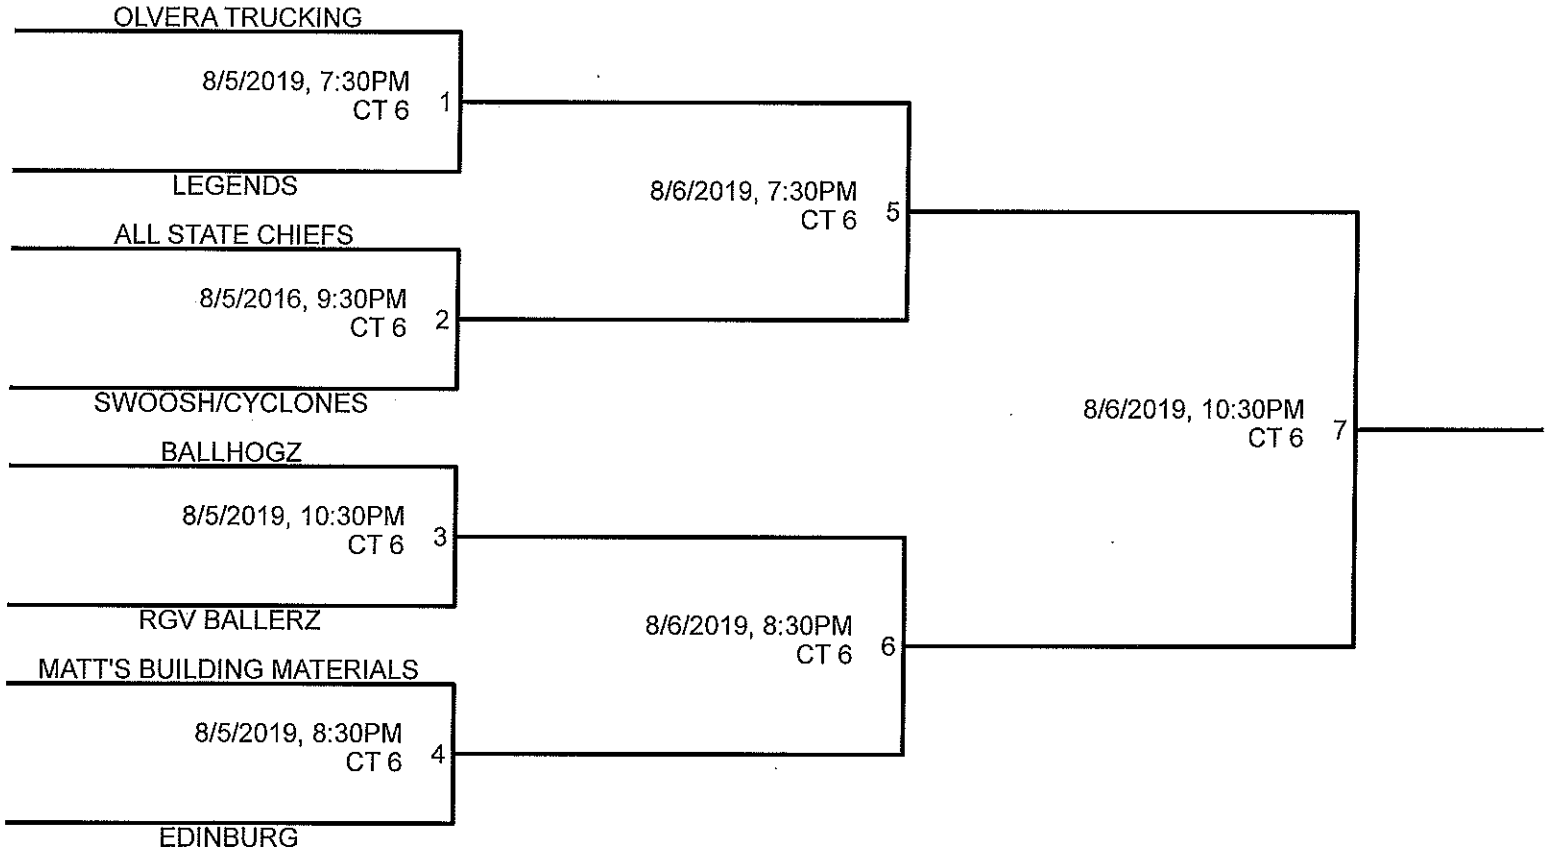 OLVERA TRUCKING
8/5/2019, 7:30PM
CT 6
1
LEGENDS
ALL STATE CHIEFS
8/5/2016, 9:30PM
CT 6
2
SWOOSH/CYCLONES
BALLHOGZ
8/5/2019, 10:30PM
CT 6
3
RGV BALLERZ
MATT'S BUILDING MATERIALS
8/5/2019, 8:30PM
CT 6
4
EDINBURG
8/6/2019, 7:30PM
CT 6
5
8/6/2019, 8:30PM
CT 6
6
8/6/2019, 10:30PM
CT 6
7